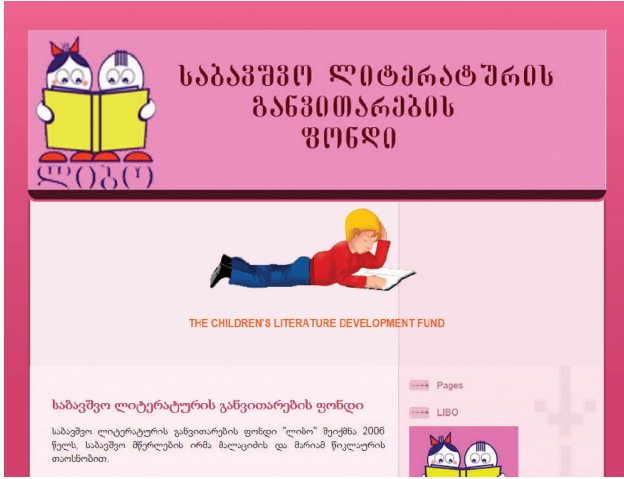 საბავშვო ლიტერატურის
განვითარების
ფონდი
ლიბო
THE CHILDREN'S LITERATURE DEVELOPMENT FUND
საბავშვო ლიტერატურის განვითარების ფონდი
საბავშვო ლიტერატურის განვითარების ფონდი "ლიბო" შეიქმნა 2006
წელს, საბავშვო მწერლების ირმა მალაციძის და მარიამ წიკლაურის
თაოსნობით.
Pages
LIBO